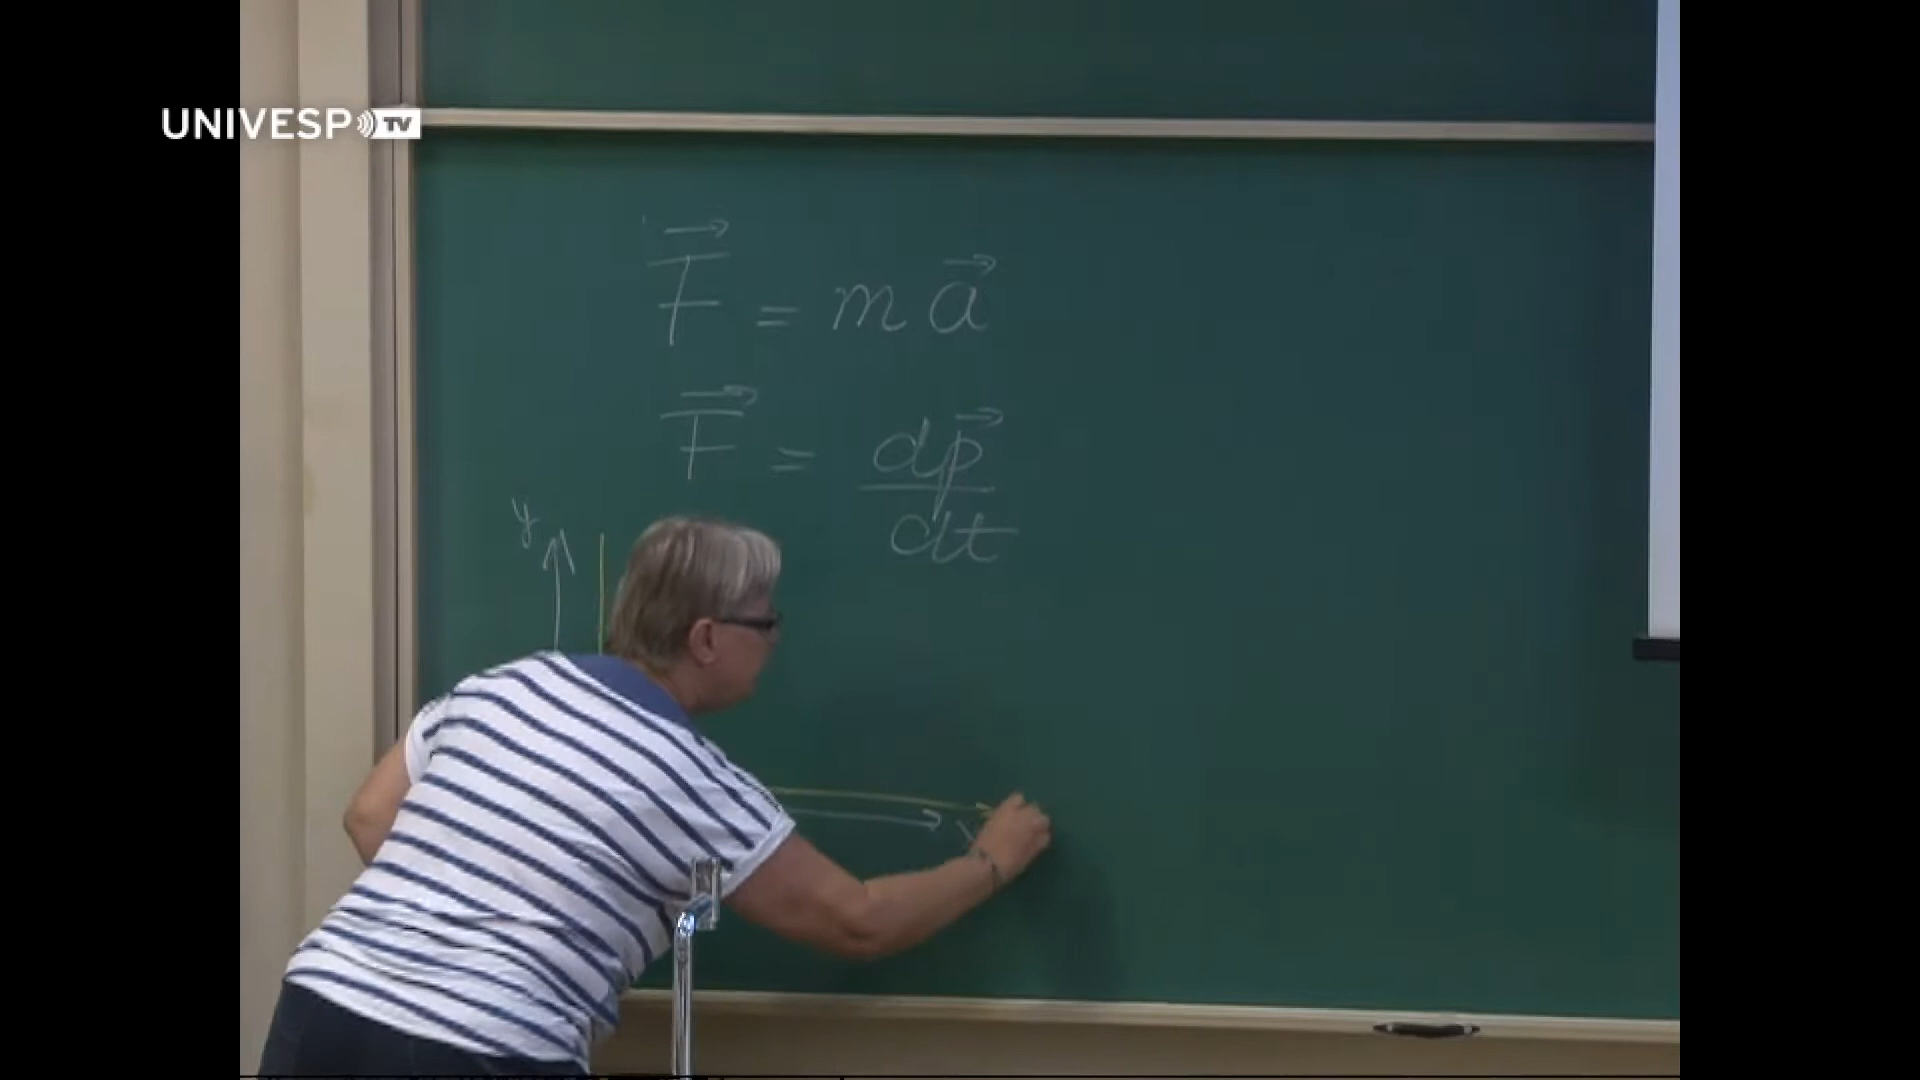 UNIVESP TV
F⃗ = m a⃗
F⃗ = dp⃗
dt
y
x